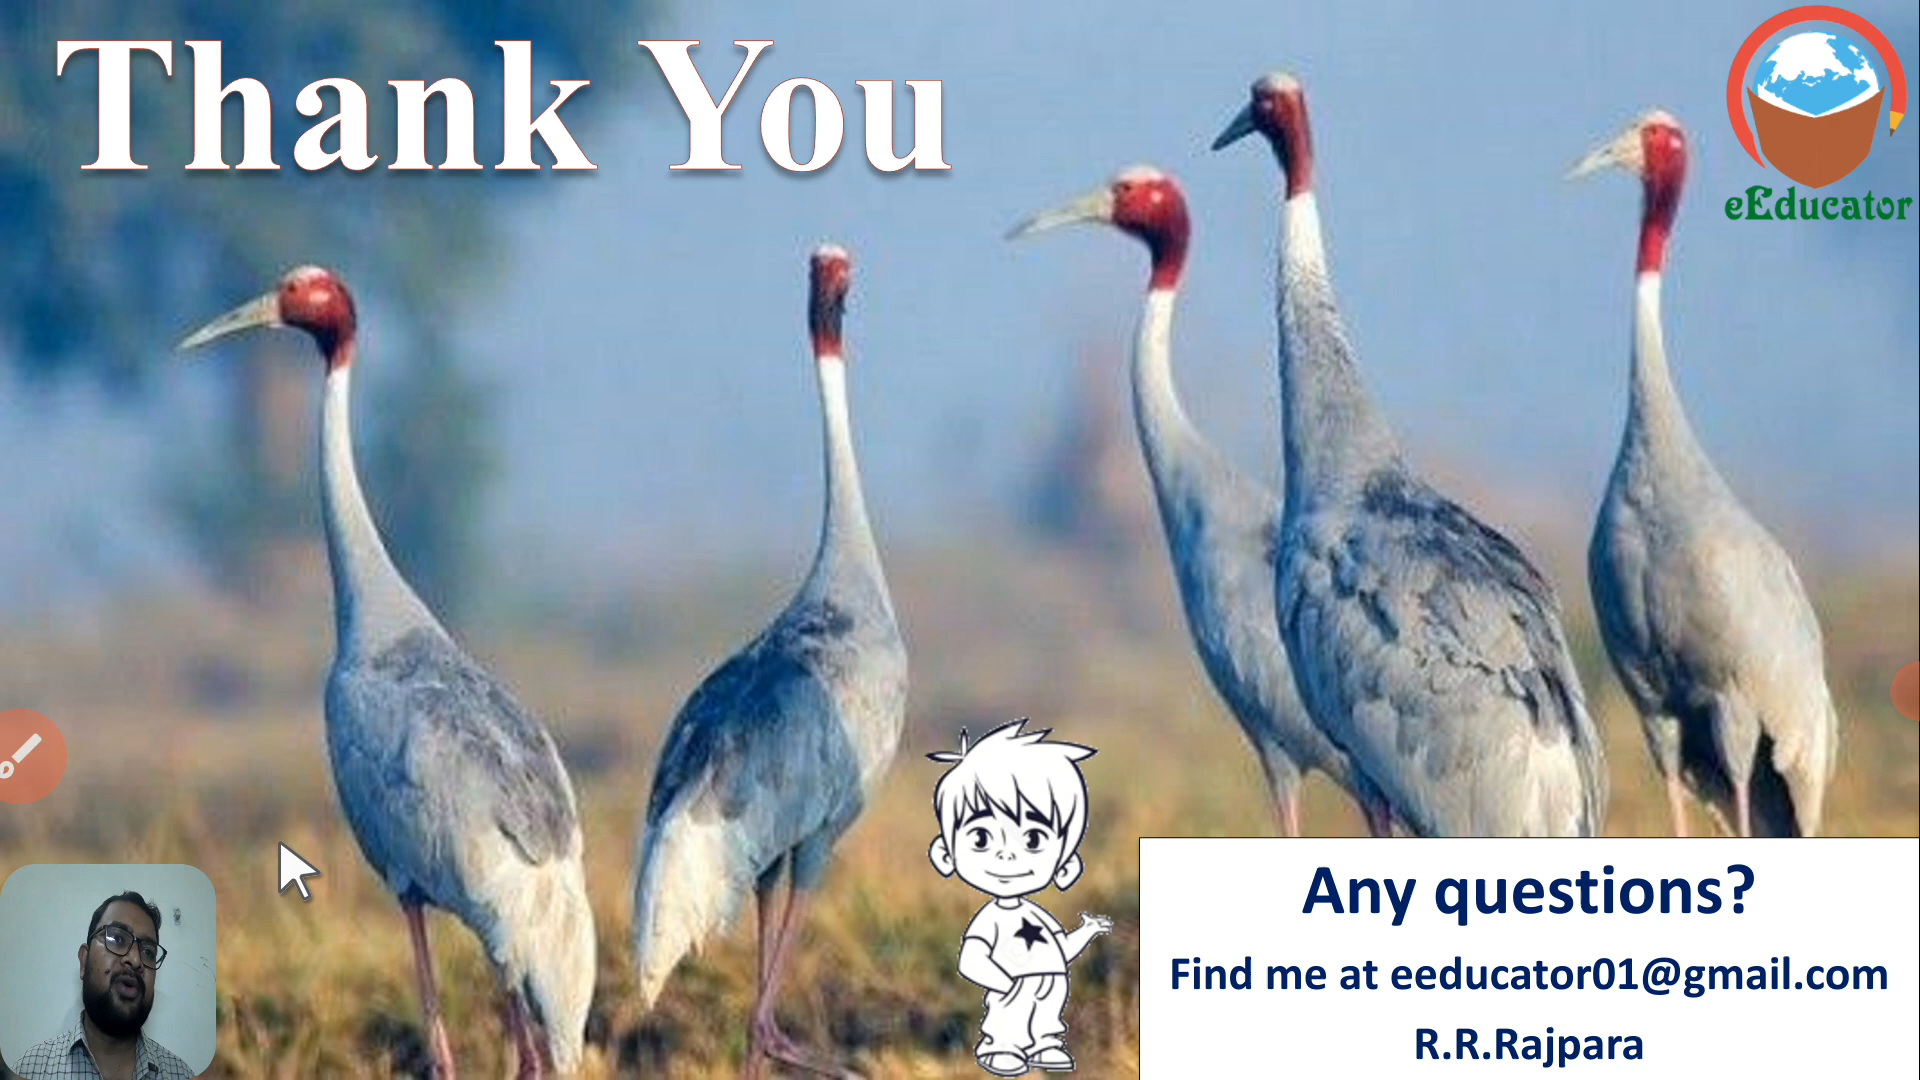 Thank You
eEducator
Any questions?
Find me at eeducator01@gmail.com
R.R.Rajpara